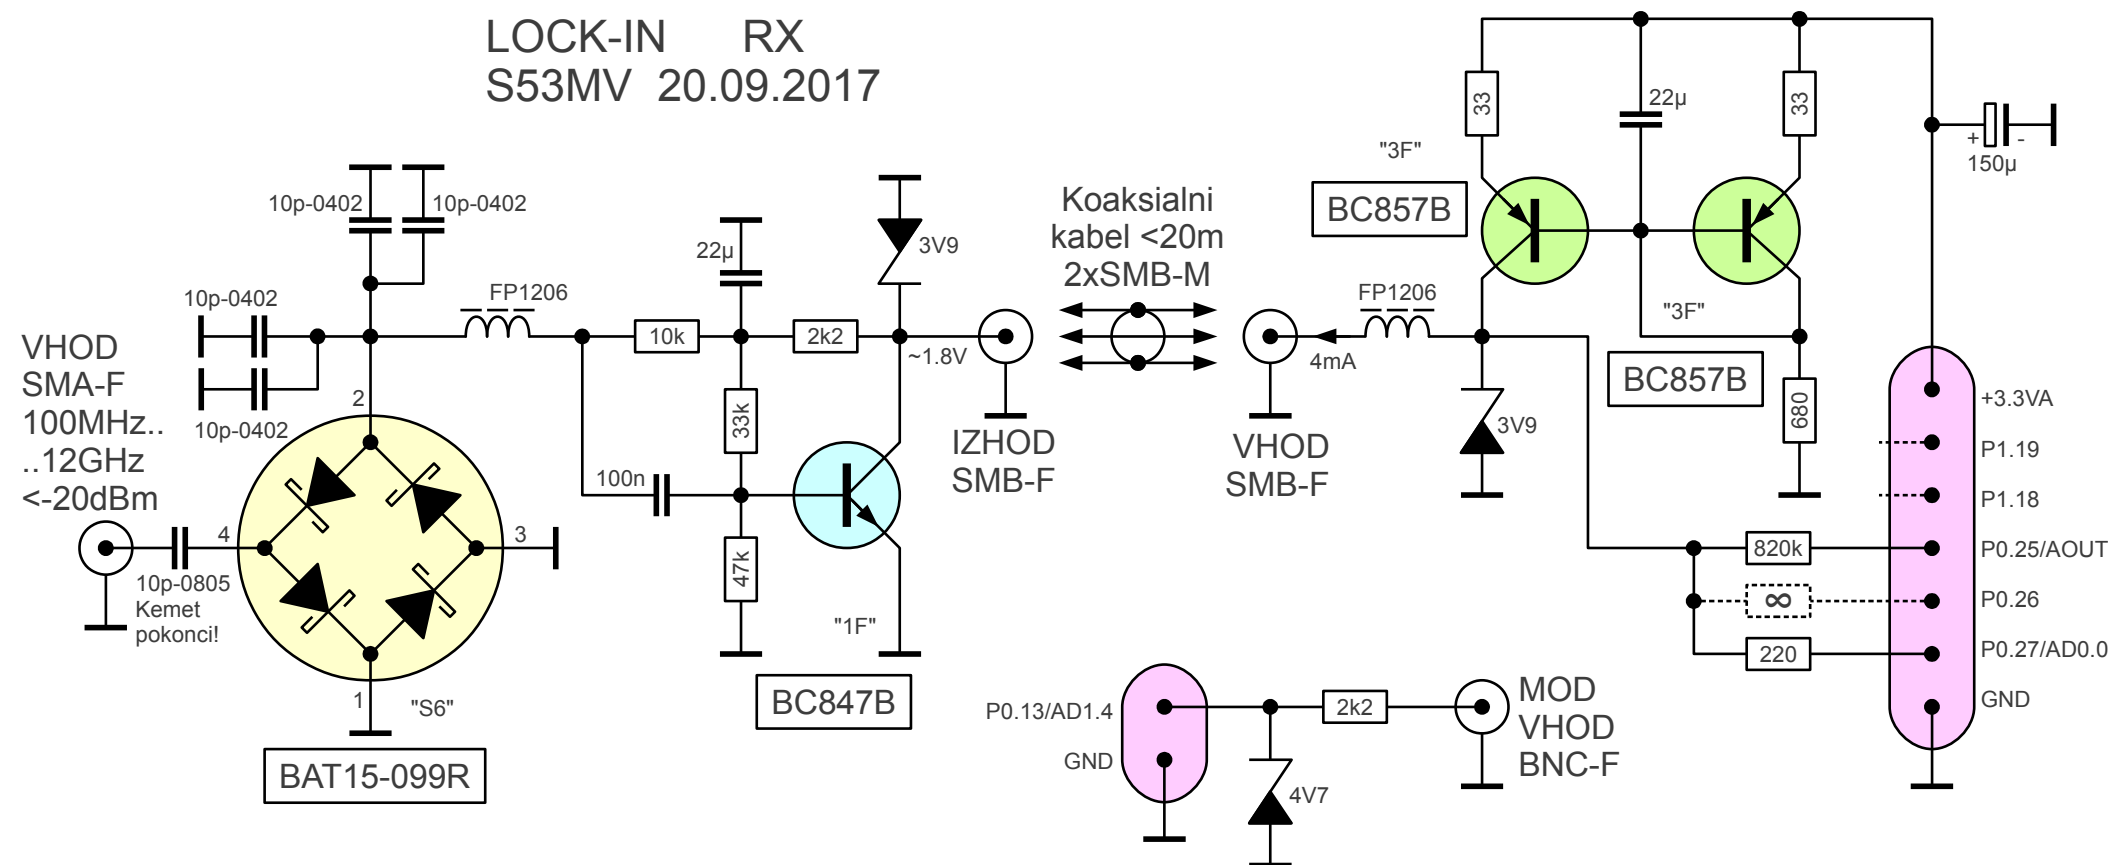 LOCK-IN RX
S53MV 20.09.2017
10p-0402
10p-0402
10p-0402
10p-0402
VHOD
SMA-F
100MHz..
..12GHz
<-20dBm
10p-0805
Kemet
pokonci!
1
2
3
4
"S6"
BAT15-099R
FP1206
10k
22µ
2k2
33k
100n
47k
3V9
~1.8V
"1F"
BC847B
IZHOD
SMB-F
Koaksialni
kabel <20m
2xSMB-M
VHOD
SMB-F
4mA
FP1206
3V9
33
"3F"
BC857B
22µ
33
"3F"
BC857B
680
+
-
150µ
820k
∞
220
+3.3VA
P1.19
P1.18
P0.25/AOUT
P0.26
P0.27/AD0.0
GND
P0.13/AD1.4
GND
4V7
2k2
MOD
VHOD
BNC-F